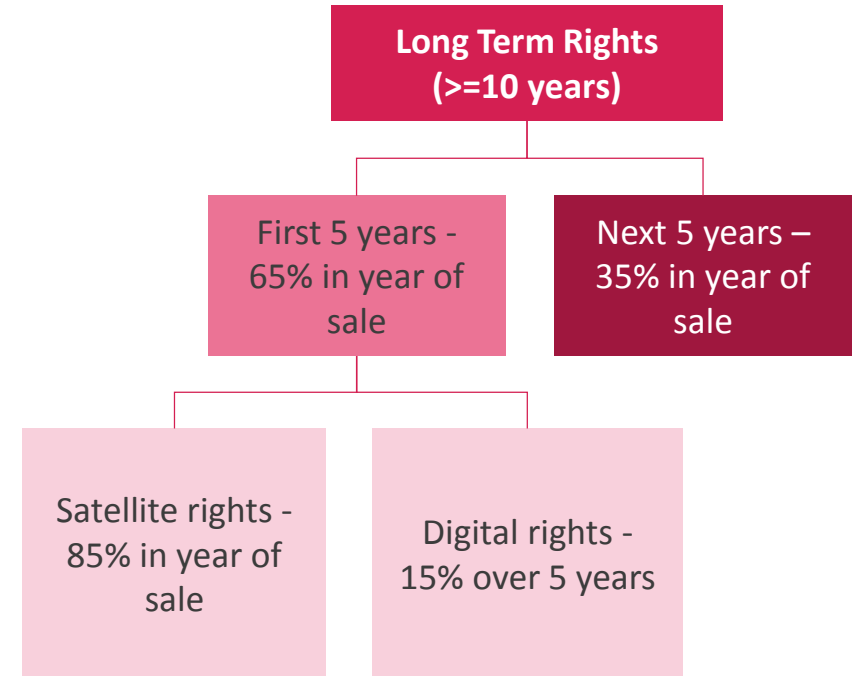 Long Term Rights
(>=10 years)
First 5 years -
65% in year of
sale
Next 5 years –
35% in year of
sale
Satellite rights -
85% in year of
sale
Digital rights -
15% over 5 years